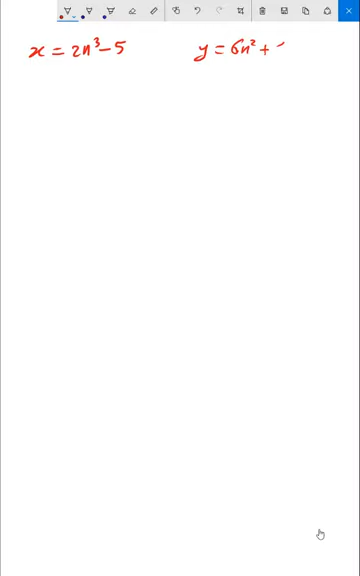 x = 2n³ - 5 y = 6n² +